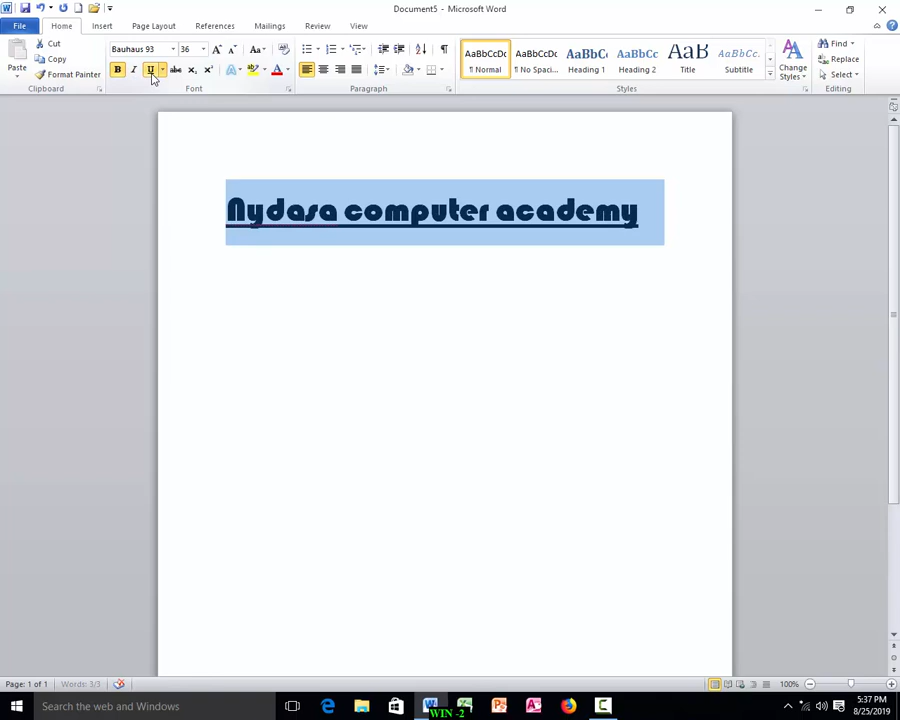 Document5 - Microsoft Word
File Home Insert Page Layout References Mailings Review View
Cut
Copy
Format Painter
Paste
Clipboard
Bauhaus 93 36
Font
Paragraph
AaBbCcDc AaBbCcDc AaBbCc AaBbCc AaB AaBbCc.
¶ Normal ¶ No Spaci... Heading 1 Heading 2 Title Subtitle
Change Styles
Styles
Find
Replace
Select
Editing
Nydasa computer academy
Page: 1 of 1 Words: 3/3 100%
Search the web and Windows
WIN -2
5:37 PM
8/25/2019